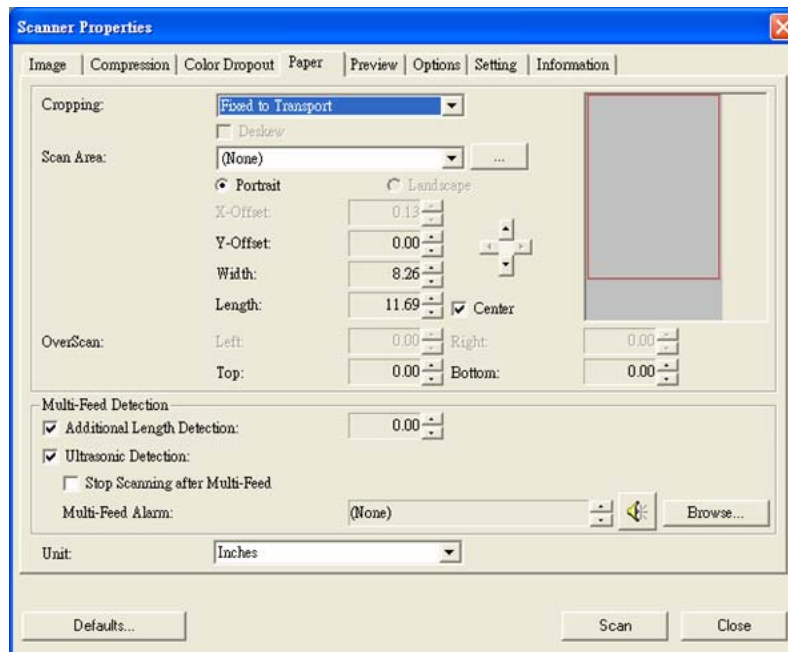 Scanner Properties
Image Compression Color Dropout Paper Preview Options Setting Information
Cropping: Fixed to Transport
Deskew
Scan Area: (None) ...
Portrait Landscape
X-Offset: 0.13
Y-Offset: 0.00
Width: 8.26
Length: 11.69 Center
OverScan: Left: 0.00 Right: 0.00
Top: 0.00 Bottom: 0.00
Multi-Feed Detection
Additional Length Detection: 0.00
Ultrasonic Detection:
Stop Scanning after Multi-Feed
Multi-Feed Alarm: (None) Browse...
Unit: Inches
Defaults... Scan Close